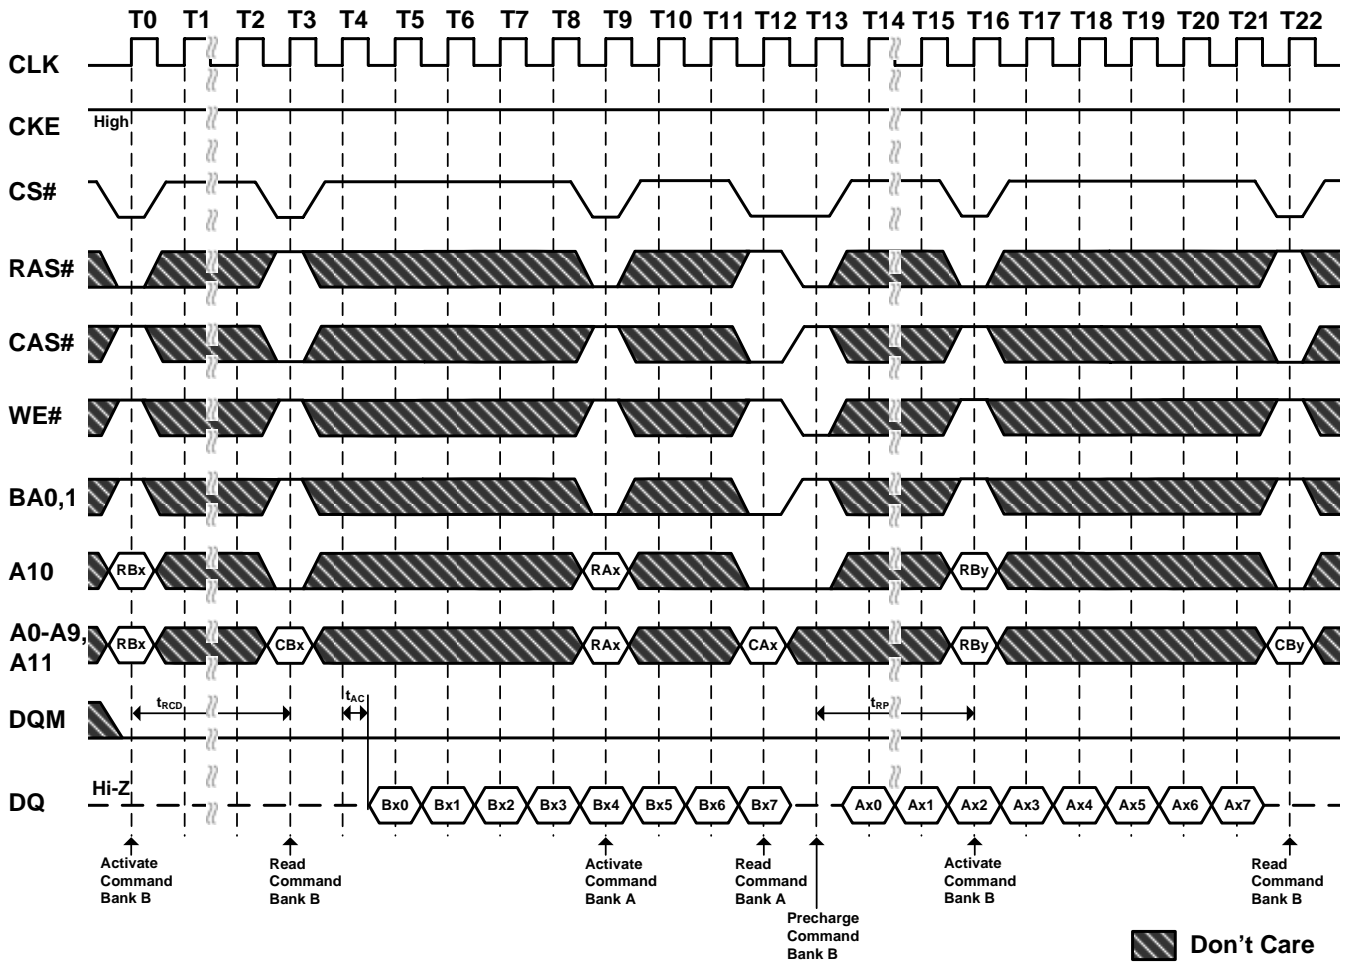 T0 T1 T2 T3 T4 T5 T6 T7 T8 T9 T10 T11 T12 T13 T14 T15 T16 T17 T18 T19 T20 T21 T22
CLK
CKE High
CS#
RAS#
CAS#
WE#
BA0,1
A10 RBx RAx RBy
A0-A9,
A11 RBx CBx RAx CAx RBy CBy
DQM tRCD tAC tRP
DQ Hi-Z Bx0 Bx1 Bx2 Bx3 Bx4 Bx5 Bx6 Bx7 Ax0 Ax1 Ax2 Ax3 Ax4 Ax5 Ax6 Ax7
Activate
Command
Bank B
Read
Command
Bank B
Activate
Command
Bank A
Read
Command
Bank A
Precharge
Command
Bank B
Activate
Command
Bank B
Read
Command
Bank B
Don't Care